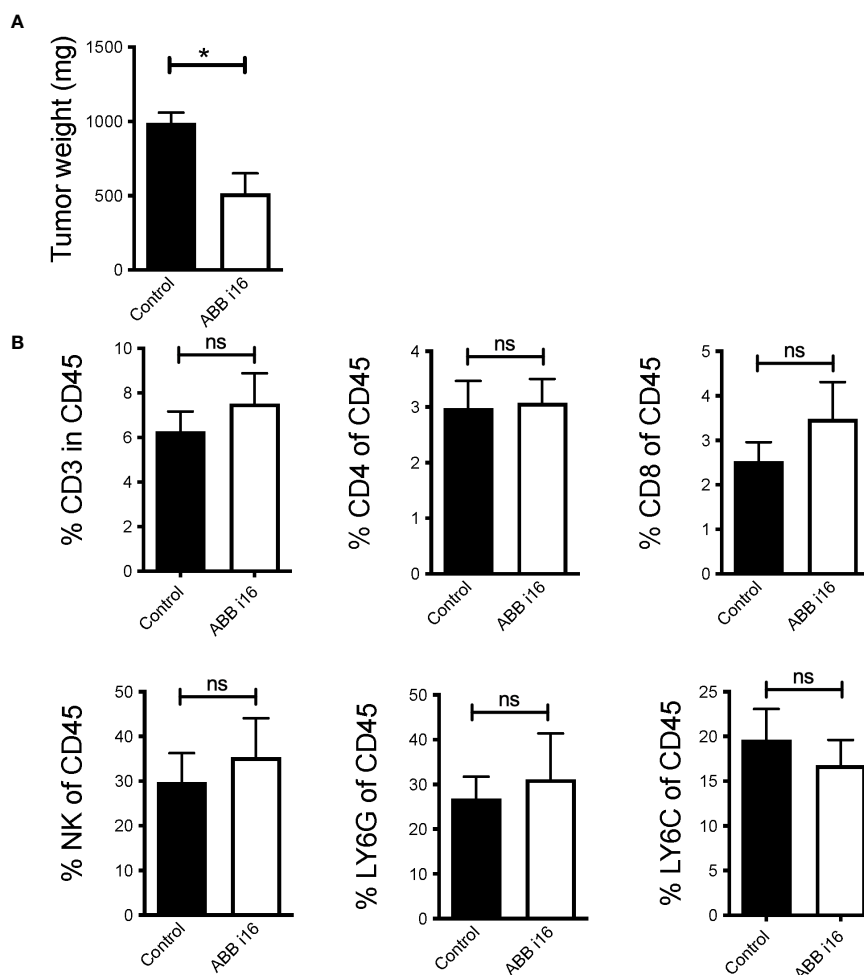 A
Tumor weight (mg)
1500
1000
500
0
*
Control
ABB i16
B
% CD3 in CD45
10
8
6
4
2
0
ns
Control
ABB i16
% CD4 of CD45
4
3
2
1
0
ns
Control
ABB i16
% CD8 of CD45
5
4
3
2
1
0
ns
Control
ABB i16
% NK of CD45
50
40
30
20
10
0
ns
Control
ABB i16
% LY6G of CD45
50
40
30
20
10
0
ns
Control
ABB i16
% LY6C of CD45
25
20
15
10
5
0
ns
Control
ABB i16